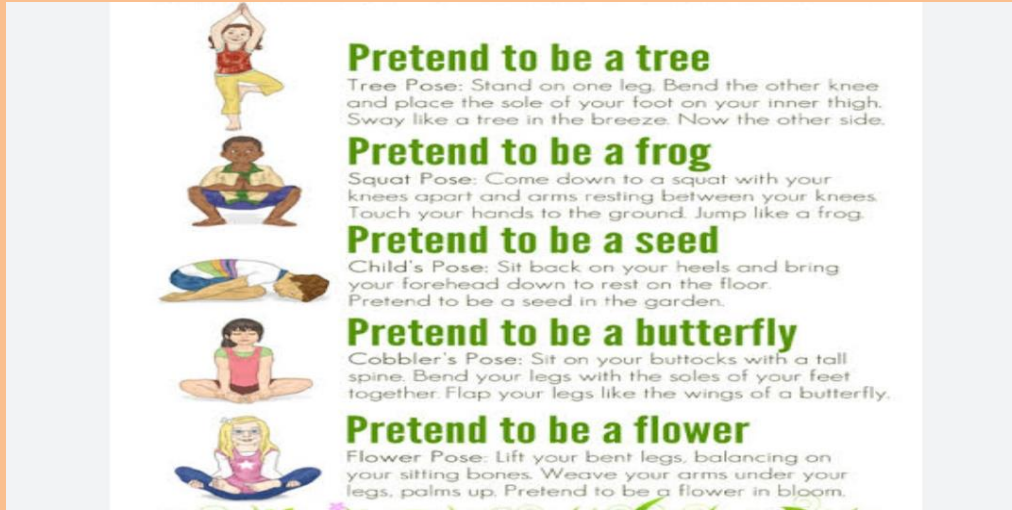 Pretend to be a tree
Tree Pose: Stand on one leg. Bend the other knee
and place the sole of your foot on your inner thigh.
Sway like a tree in the breeze. Now the other side.
Pretend to be a frog
Squat Pose: Come down to a squat with your
knees apart and arms resting between your knees.
Touch your hands to the ground. Jump like a frog.
Pretend to be a seed
Child's Pose: Sit back on your heels and bring
your forehead down to rest on the floor.
Pretend to be a seed in the garden.
Pretend to be a butterfly
Cobbler's Pose: Sit on your buttocks with a tall
spine. Bend your legs with the soles of your feet
together. Flap your legs like the wings of a butterfly.
Pretend to be a flower
Flower Pose: Lift your bent legs, balancing on
your sitting bones. Weave your arms under your
legs, palms up. Pretend to be a flower in bloom.